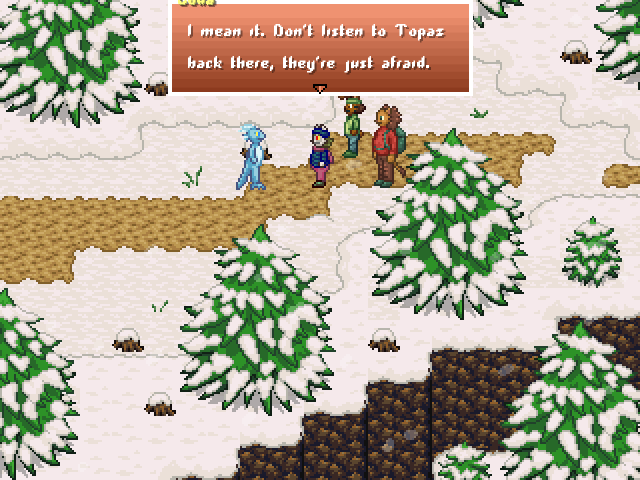 I mean it. Don't listen to Topaz
back there, they're just afraid.